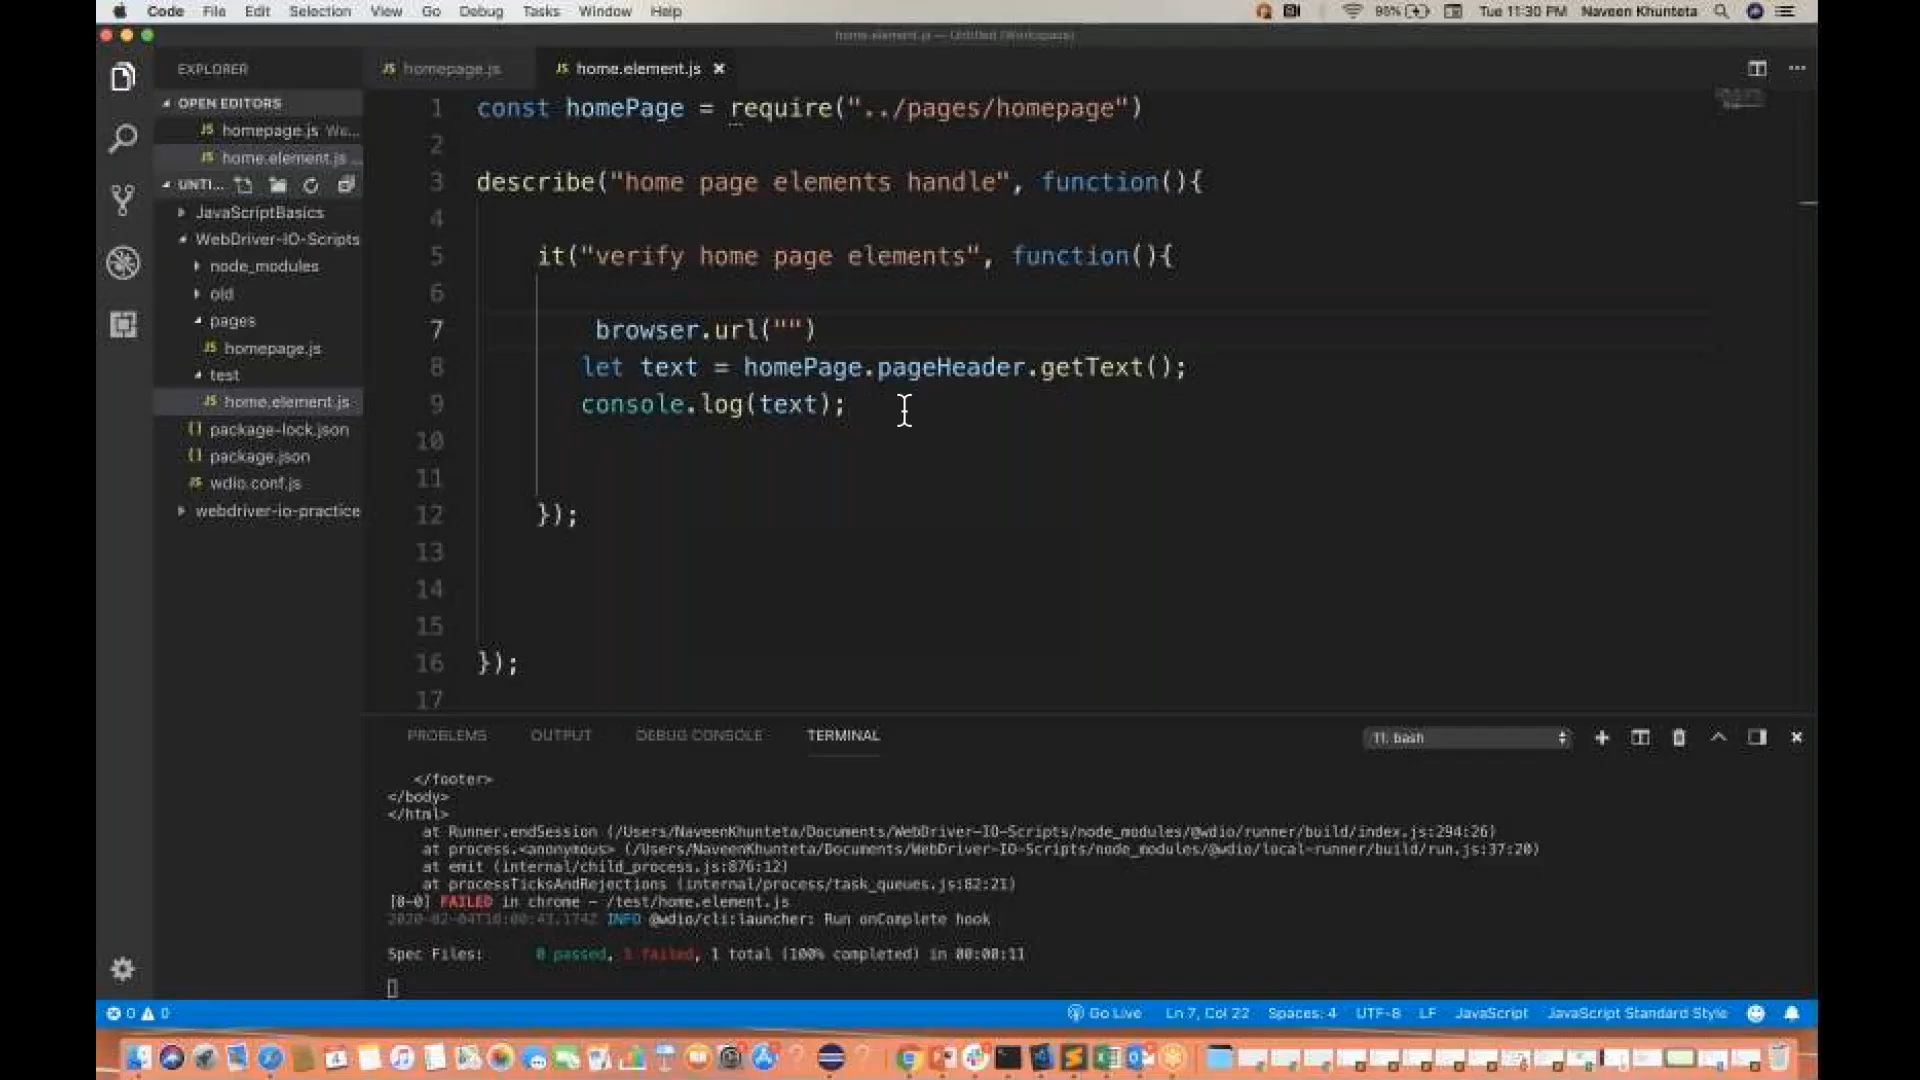 Code File Edit Selection View Go Debug Tasks Window Help
98% Tue 11:30 PM Naveen Khunteta
home.element.js — Untitled (Workspace)
EXPLORER
homepage.js
home.element.js
OPEN EDITORS
homepage.js We...
home.element.js ...
UNTI...
JavaScriptBasics
WebDriver-IO-Scripts
node_modules
old
pages
homepage.js
test
home.element.js
package-lock.json
package.json
wdio.conf.js
webdriver-io-practice
1 const homePage = require("../pages/homepage")
2
3 describe("home page elements handle", function(){
4
5 it("verify home page elements", function(){
6
7 browser.url("")
8 let text = homePage.pageHeader.getText();
9 console.log(text);
10
11
12 });
13
14
15
16 });
17
PROBLEMS OUTPUT DEBUG CONSOLE TERMINAL
11: bash
</footer>
</body>
</html>
at Runner.endSession (/Users/NaveenKhunteta/Documents/WebDriver-IO-Scripts/node_modules/@wdio/runner/build/index.js:294:26)
at process.<anonymous> (/Users/NaveenKhunteta/Documents/WebDriver-IO-Scripts/node_modules/@wdio/local-runner/build/run.js:37:20)
at emit (internal/child_process.js:876:12)
at processTicksAndRejections (internal/process/task_queues.js:82:21)
[0-0] FAILED in chrome - /test/home.element.js
INFO @wdio/cli:launcher: Run onComplete hook
Spec Files: 0 passed, 1 failed, 1 total (100% completed) in 00:00:11
0 0
Go Live Ln 7, Col 22 Spaces: 4 UTF-8 LF JavaScript JavaScript Standard Style